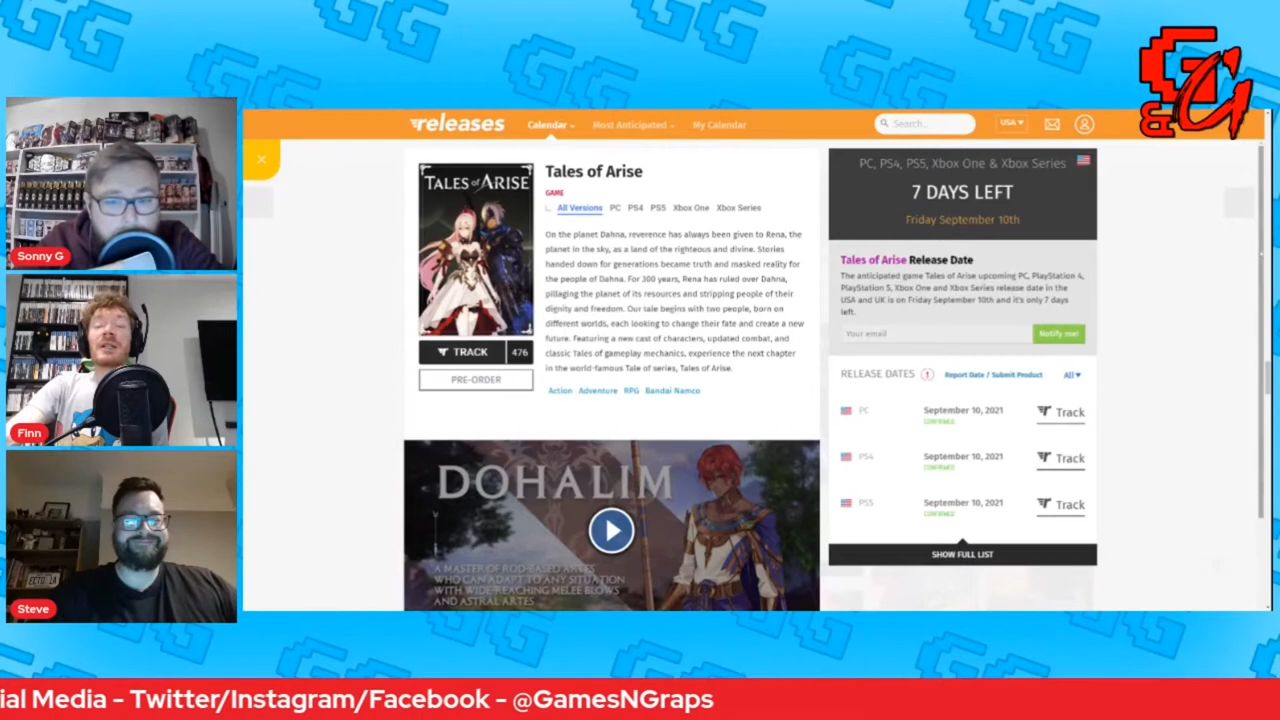 G
& G
Sonny G
Finn
ECTO-1A
Steve
releases
Calendar
Most Anticipated
My Calendar
Search...
USA
TALES of ARISE
TRACK
476
PRE-ORDER
Tales of Arise
GAME
All Versions PC PS4 PS5 Xbox One Xbox Series
On the planet Dahna, reverence has always been given to Rena, the
planet in the sky, as a land of the righteous and divine. Stories
handed down for generations became truth and masked reality for
the people of Dahna. For 300 years, Rena has ruled over Dahna,
pillaging the planet of its resources and stripping people of their
dignity and freedom. Our tale begins with two people, born on
different worlds, each looking to change their fate and create a new
future. Featuring a new cast of characters, updated combat, and
classic Tales of gameplay mechanics, experience the next chapter
in the world-famous Tale of series, Tales of Arise.
Action Adventure RPG Bandai Namco
DOHALIM
A MASTER OF ROD-BASED ARTES
WHO CAN ADAPT TO ANY SITUATION
WITH WIDE-REACHING MELEE BLOWS
AND ASTRAL ARTES
PC, PS4, PS5, Xbox One & Xbox Series
7 DAYS LEFT
Friday September 10th
Tales of Arise Release Date
The anticipated game Tales of Arise upcoming PC, PlayStation 4,
PlayStation 5, Xbox One and Xbox Series release date in the
USA and UK is on Friday September 10th and it's only 7 days
left.
Your email
Notify me!
RELEASE DATES
Report Date / Submit Product
All
PC September 10, 2021 Track
CONFIRMED
PS4 September 10, 2021 Track
CONFIRMED
PS5 September 10, 2021 Track
CONFIRMED
SHOW FULL LIST
ial Media - Twitter/Instagram/Facebook - @GamesNGraps